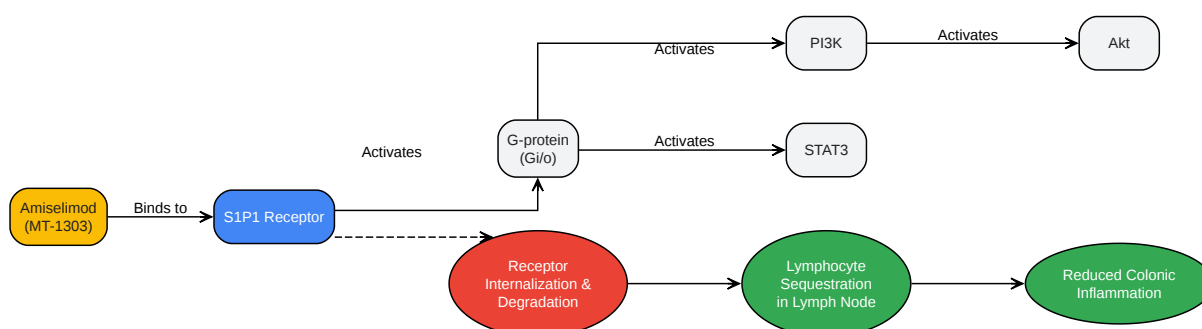 Activates
PI3K
Activates
Akt
G-protein
(Gi/o)
Activates
STAT3
Activates
Amiselimod
(MT-1303)
Binds to
S1P1 Receptor
Receptor
Internalization &
Degradation
Lymphocyte
Sequestration
in Lymph Node
Reduced Colonic
Inflammation